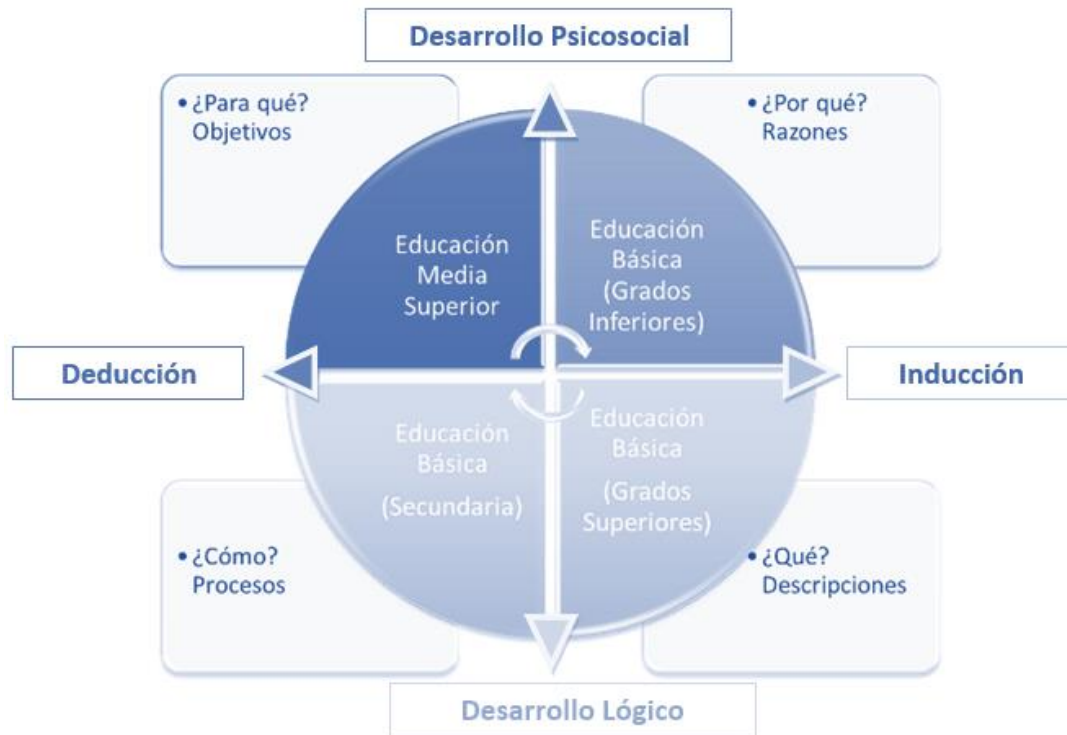 Desarrollo Psicosocial
• ¿Para qué?
Objetivos
• ¿Por qué?
Razones
Educación
Media
Superior
Educación
Básica
(Grados
Inferiores)
Deducción
Inducción
Educación
Básica
(Secundaria)
Educación
Básica
(Grados
Superiores)
• ¿Cómo?
Procesos
• ¿Qué?
Descripciones
Desarrollo Lógico